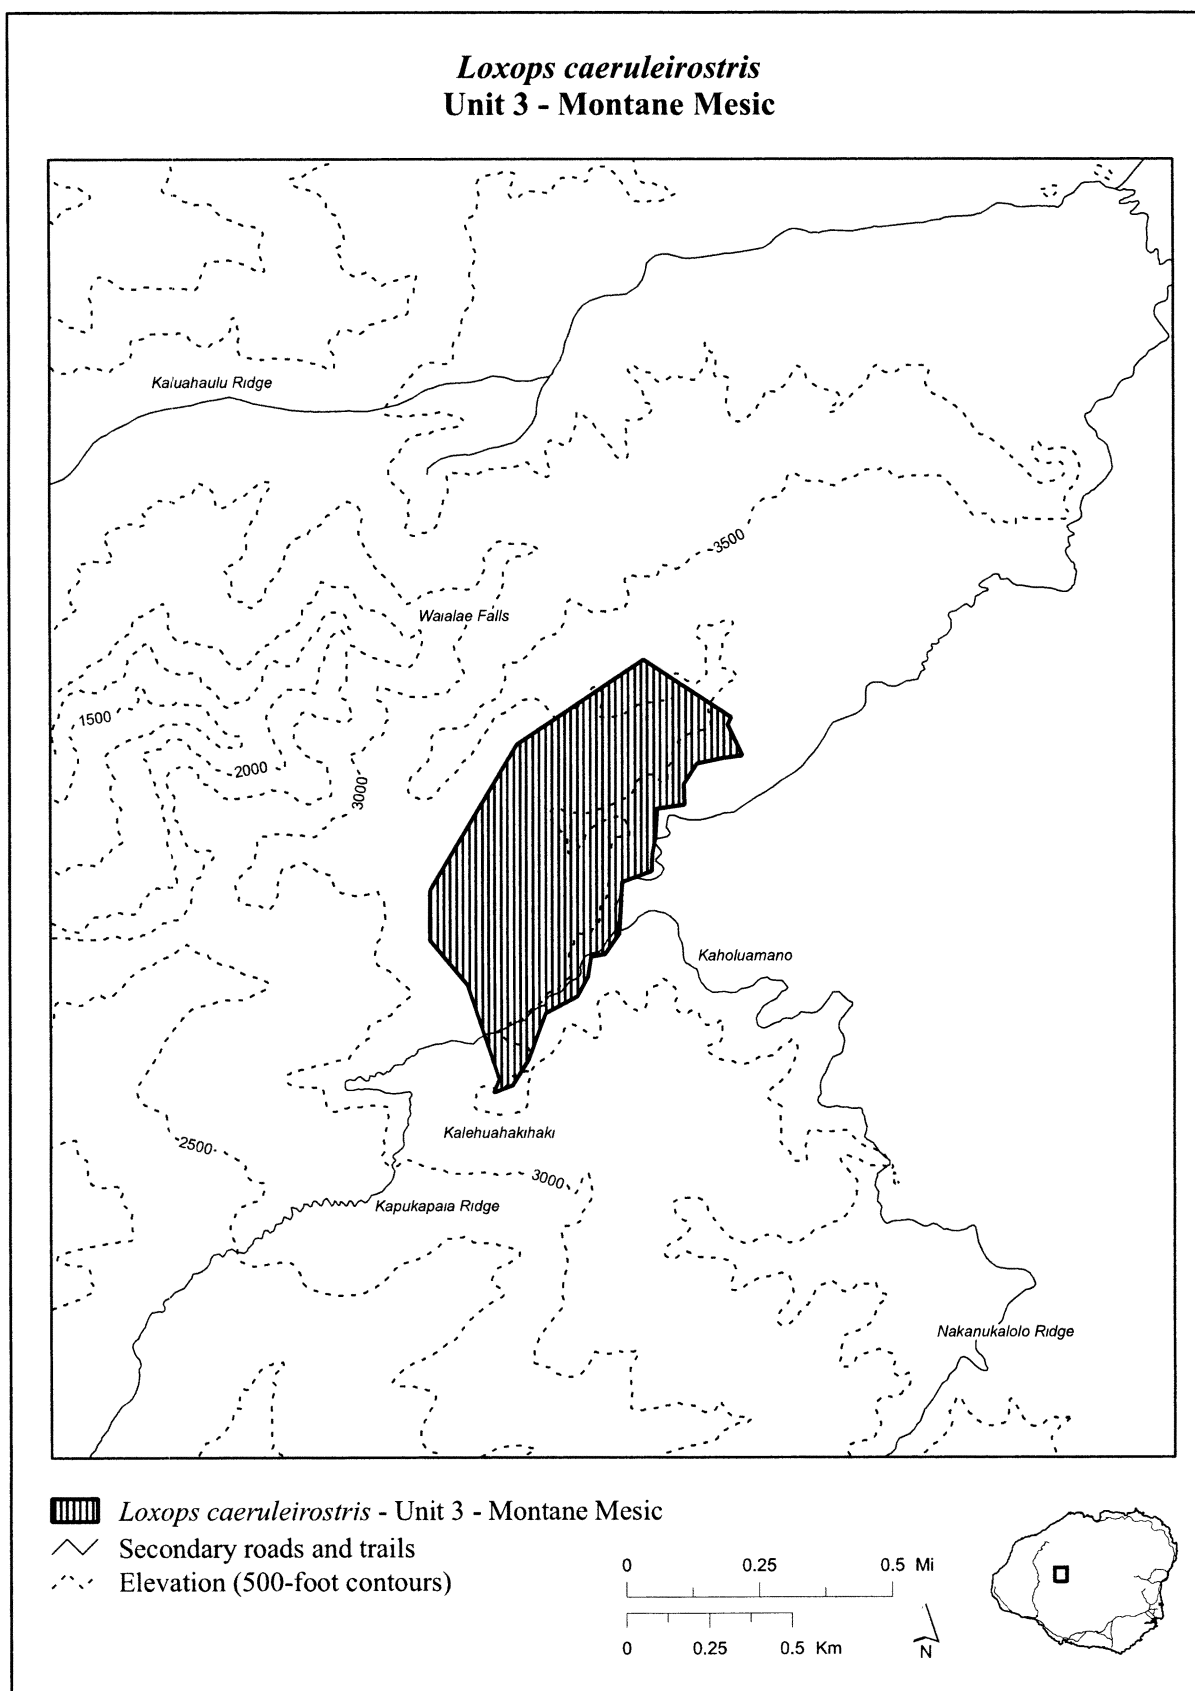 Loxops caeruleirostris
Unit 3 - Montane Mesic
Kaluahaulu Ridge
3500
Waialae Falls
1500
2000
3000
Kaholuamano
Kalehuahakihaki
2500
3000
Kapukapaia Ridge
Nakanukalolo Ridge
Loxops caeruleirostris - Unit 3 - Montane Mesic
Secondary roads and trails
Elevation (500-foot contours)
0 0.25 0.5 Mi
0 0.25 0.5 Km
N